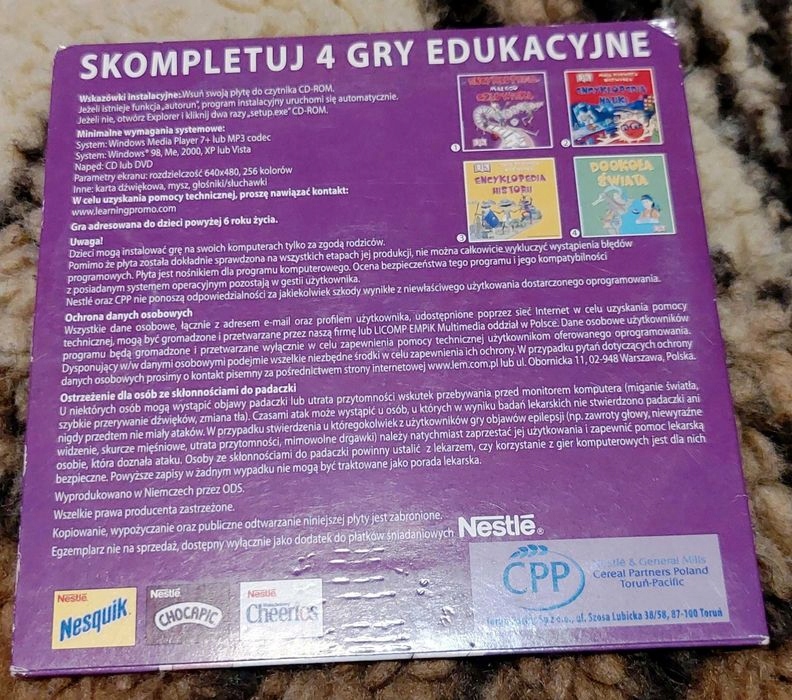 SKOMPLETUJ 4 GRY EDUKACYJNE
Wskazówki instalacyjne: Wsuń swoją płytę do czytnika CD-ROM.
Jeżeli istnieje funkcja „autorun”, program instalacyjny uruchomi się automatycznie.
Jeżeli nie, otwórz Explorer i kliknij dwa razy „setup.exe” CD-ROM.
Minimalne wymagania systemowe:
System: Windows Media Player 7+ lub MP3 codec
System: Windows® 98, Me, 2000, XP lub Vista
Napęd: CD lub DVD
Parametry ekranu: rozdzielczość 640x480, 256 kolorów
Inne: karta dźwiękowa, mysz, głośniki/słuchawki
W celu uzyskania pomocy technicznej, proszę nawiązać kontakt:
www.learningpromo.com
Gra adresowana do dzieci powyżej 6 roku życia.
ENCYKLOPEDIA
MAŁEGO
CZŁOWIEKA
1
ENCYKLOPEDIA
NAUKI
2
ENCYKLOPEDIA
HISTORII
3
DOOKOŁA
ŚWIATA
4
Uwaga!
Dzieci mogą instalować grę na swoich komputerach tylko za zgodą rodziców.
Pomimo że płyta została dokładnie sprawdzona na wszystkich etapach jej produkcji, nie można całkowicie wykluczyć wystąpienia błędów
programowych. Płyta jest nośnikiem dla programu komputerowego. Ocena bezpieczeństwa tego programu i jego kompatybilności
z posiadanym systemem operacyjnym pozostają w gestii użytkownika.
Nestlé oraz CPP nie ponoszą odpowiedzialności za jakiekolwiek szkody wynikłe z niewłaściwego użytkowania dostarczonego oprogramowania.
Ochrona danych osobowych
Wszystkie dane osobowe, łącznie z adresem e-mail oraz profilem użytkownika, udostępnione poprzez sieć Internet w celu uzyskania pomocy
technicznej, mogą być gromadzone i przetwarzane przez naszą firmę lub LICOMP EMPiK Multimedia oddział w Polsce. Dane osobowe użytkowników
programu będą gromadzone i przetwarzane wyłącznie w celu zapewnienia pomocy technicznej użytkownikom oferowanego oprogramowania.
Dysponujący w/w danymi osobowymi podejmie wszelkie niezbędne środki w celu zapewnienia ich ochrony. W przypadku pytań dotyczących ochrony
danych osobowych prosimy o kontakt pisemny za pośrednictwem strony internetowej www.lem.com.pl lub ul. Obornicka 11, 02-948 Warszawa, Polska.
Ostrzeżenie dla osób ze skłonnościami do padaczki
U niektórych osób mogą wystąpić objawy padaczki lub utrata przytomności wskutek przebywania przed monitorem komputera (miganie światła,
szybkie przerywanie dźwięków, zmiana tła). Czasami atak może wystąpić u osób, u których w wyniku badań lekarskich nie stwierdzono padaczki ani
nigdy przedtem nie miały ataków. W przypadku stwierdzenia u któregokolwiek z użytkowników gry objawów epilepsji (np. zawroty głowy, niewyraźne
widzenie, skurcze mięśniowe, utrata przytomności, mimowolne drgawki) należy natychmiast zaprzestać jej użytkowania i zapewnić pomoc lekarską
osobie, która doznała ataku. Osoby ze skłonnościami do padaczki powinny ustalić z lekarzem, czy korzystanie z gier komputerowych jest dla nich
bezpieczne. Powyższe zapisy w żadnym wypadku nie mogą być traktowane jako porada lekarska.
Wyprodukowano w Niemczech przez ODS.
Wszelkie prawa producenta zastrzeżone.
Kopiowanie, wypożyczanie oraz publiczne odtwarzanie niniejszej płyty jest zabronione.
Egzemplarz nie na sprzedaż, dostępny wyłącznie jako dodatek do płatków śniadaniowych
Nestlé®
Nestlé
Nesquik
Nestlé
CHOCAPIC
Nestlé
Cheerios
CPP
Nestlé & General Mills
Cereal Partners Poland
Toruń-Pacific
Sp z o.o., ul. Szosa Lubicka 38/58, 87-100 Toruń